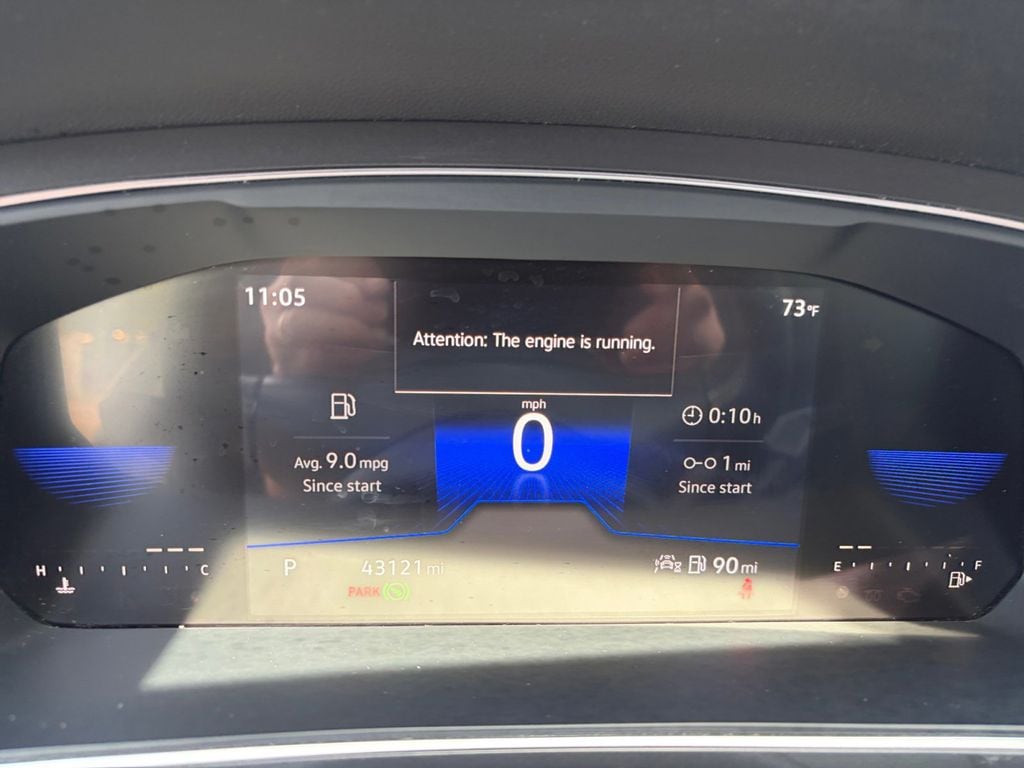 11:05
73°F
Attention: The engine is running.
mph
0
0:10 h
Avg. 9.0 mpg
Since start
1 mi
Since start
H
C
P
43121 mi
90 mi
E
F
PARK